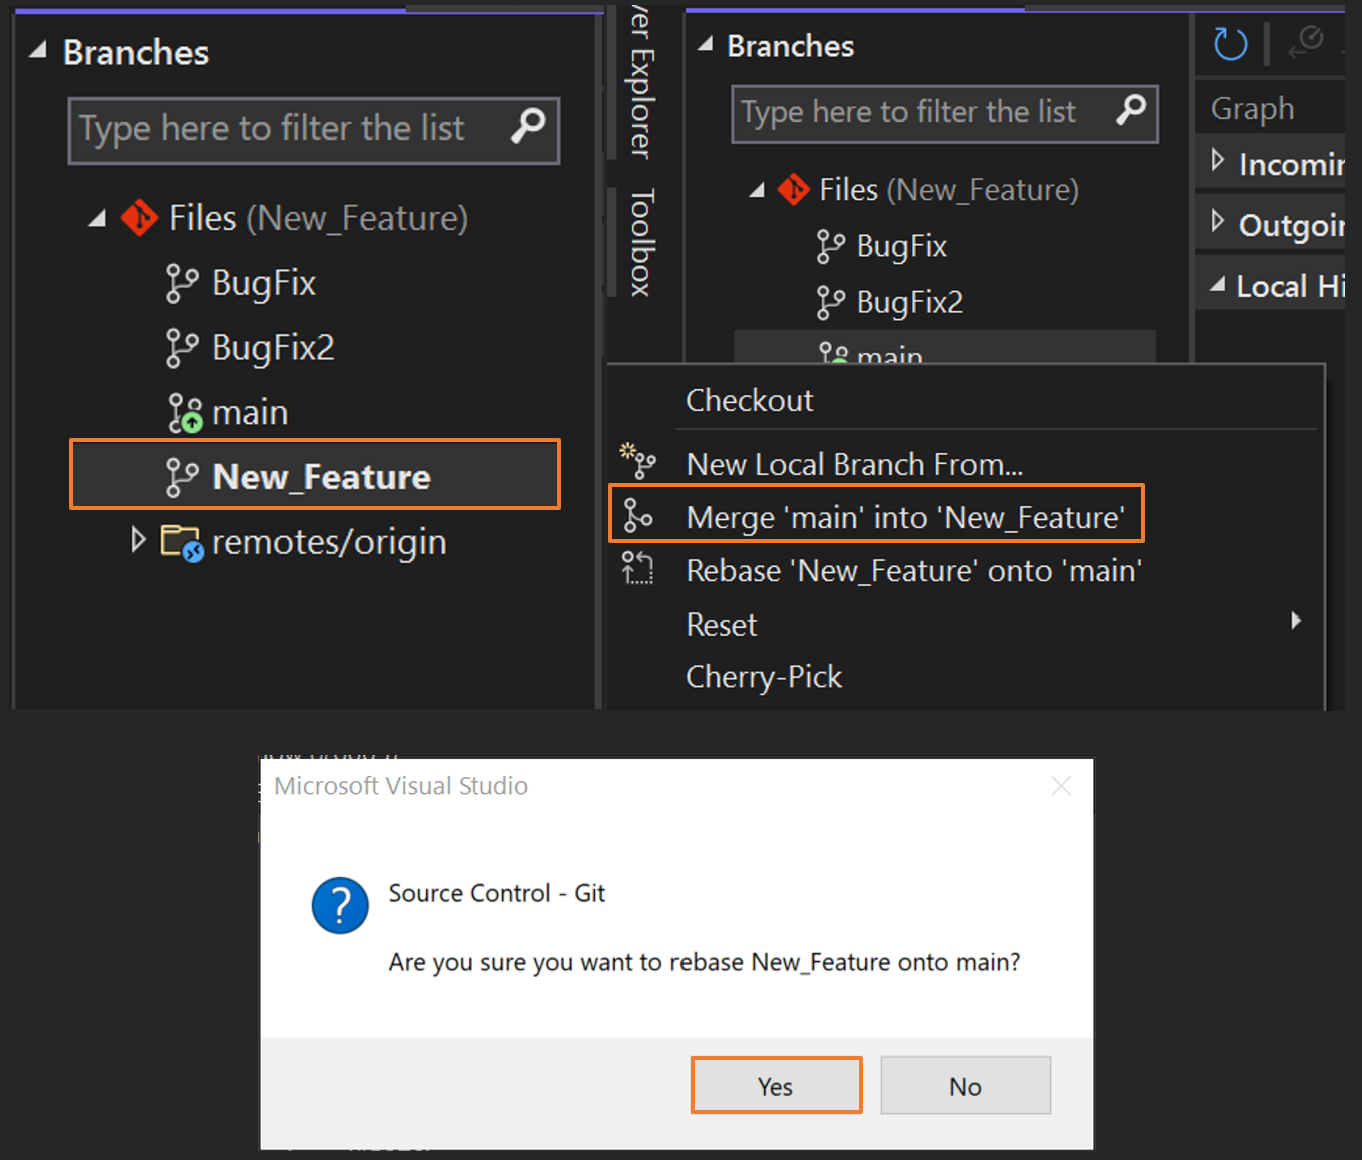 Branches
Type here to filter the list
Files (New_Feature)
BugFix
BugFix2
main
New_Feature
remotes/origin
Explorer
Toolbox
Branches
Type here to filter the list
Files (New_Feature)
BugFix
BugFix2
main
Graph
Incomin
Outgoin
Local Hi
Checkout
New Local Branch From...
Merge 'main' into 'New_Feature'
Rebase 'New_Feature' onto 'main'
Reset
Cherry-Pick
Microsoft Visual Studio
Source Control - Git
Are you sure you want to rebase New_Feature onto main?
Yes
No